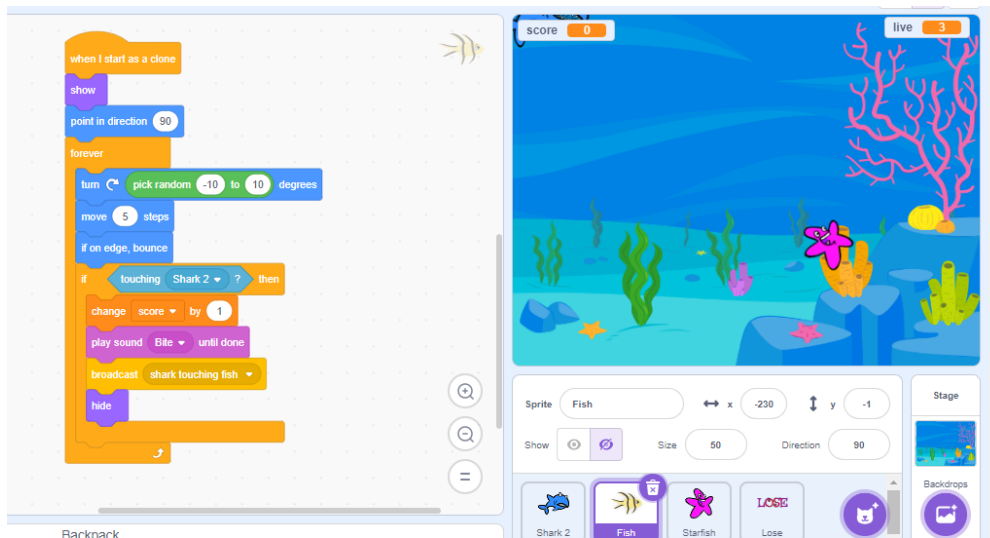 score 0
live 3
when I start as a clone
show
point in direction 90
forever
turn pick random -10 to 10 degrees
move 5 steps
if on edge, bounce
if touching Shark 2 ? then
change score by 1
play sound Bite until done
broadcast shark touching fish
hide
Sprite Fish x -230 y -1
Show Size 50 Direction 90
Stage
Backdrops
Shark 2
Fish
Starfish
LOSE
Lose
Backpack